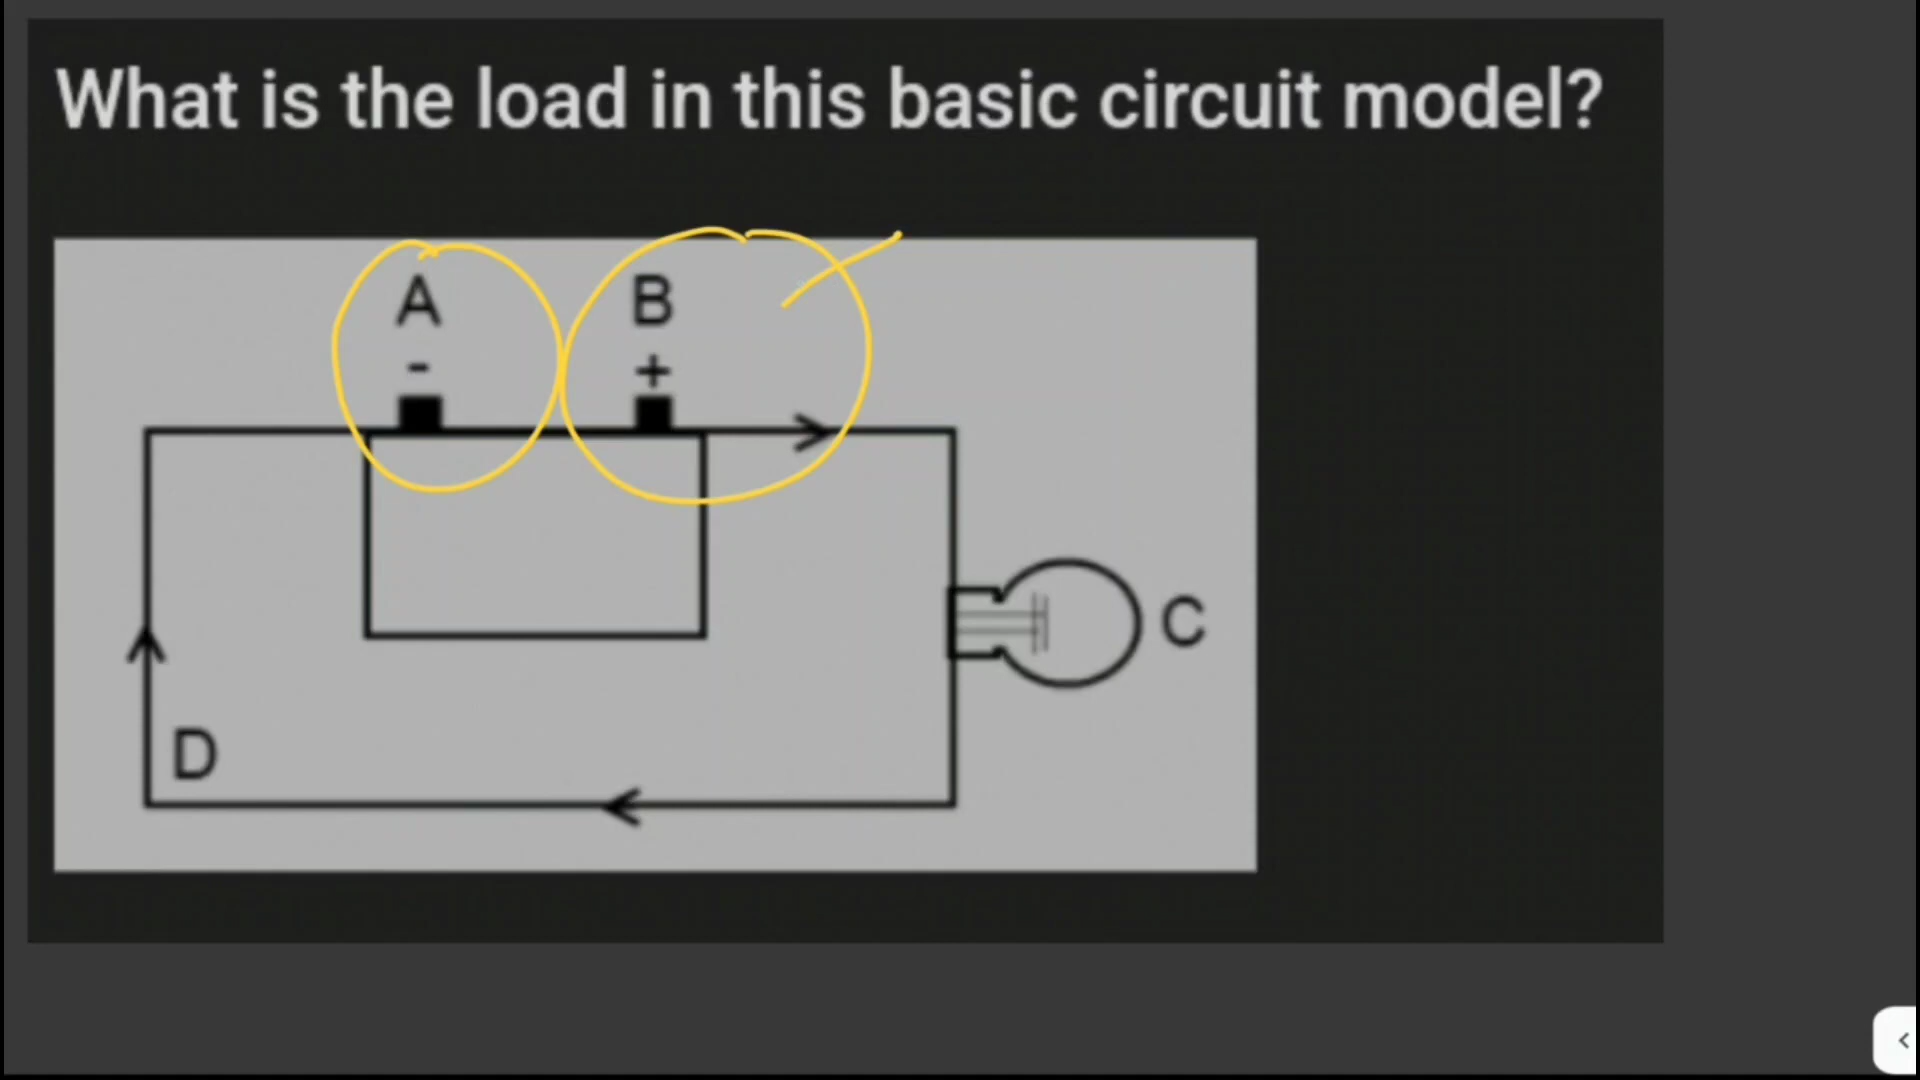 What is the load in this basic circuit model?
A B
- +
C
D